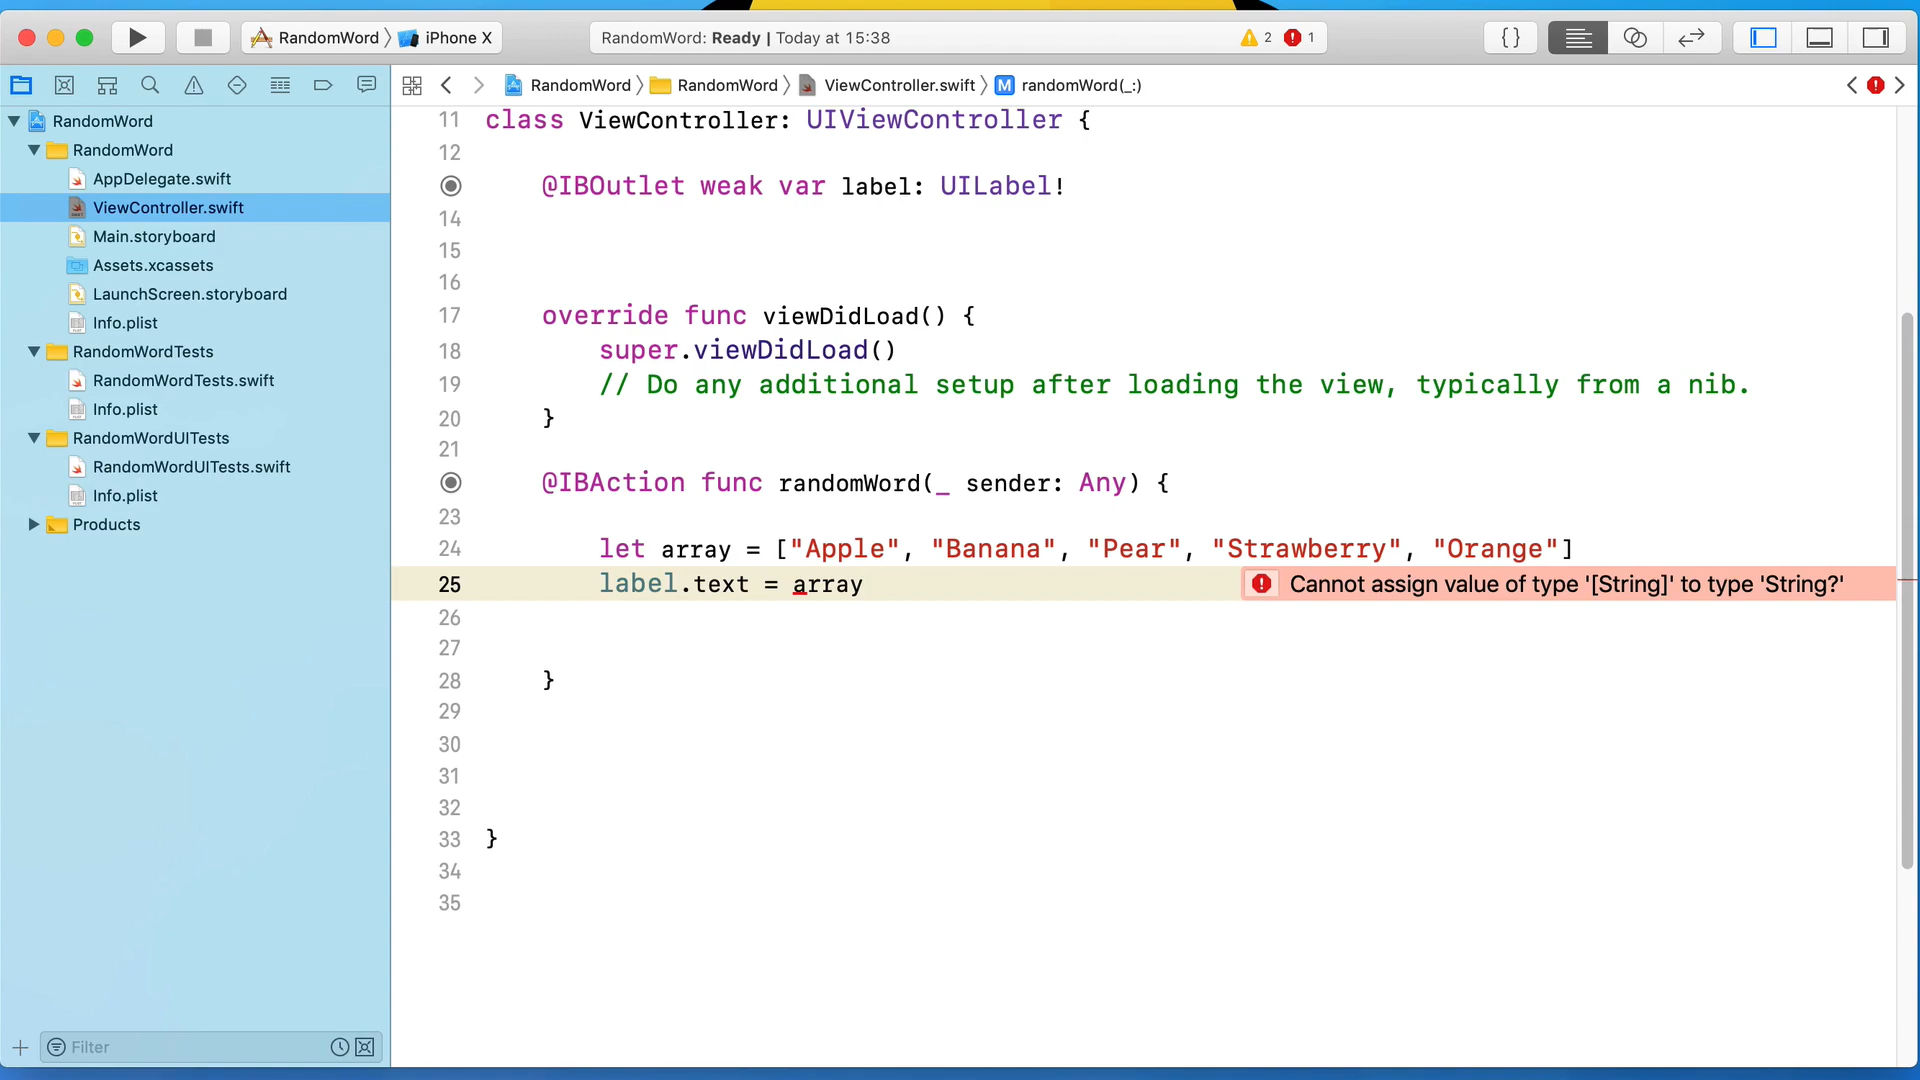 RandomWord iPhone X
RandomWord: Ready | Today at 15:38
2
1
{ }
RandomWord RandomWord ViewController.swift M randomWord(_:)
RandomWord
RandomWord
AppDelegate.swift
ViewController.swift
Main.storyboard
Assets.xcassets
LaunchScreen.storyboard
Info.plist
RandomWordTests
RandomWordTests.swift
Info.plist
RandomWordUITests
RandomWordUITests.swift
Info.plist
Products
Filter
11 class ViewController: UIViewController {
12
@IBOutlet weak var label: UILabel!
14
15
16
17 override func viewDidLoad() {
18 super.viewDidLoad()
19 // Do any additional setup after loading the view, typically from a nib.
20 }
21
@IBAction func randomWord(_ sender: Any) {
23
24 let array = ["Apple", "Banana", "Pear", "Strawberry", "Orange"]
25 label.text = array Cannot assign value of type '[String]' to type 'String?'
26
27
28 }
29
30
31
32
33 }
34
35